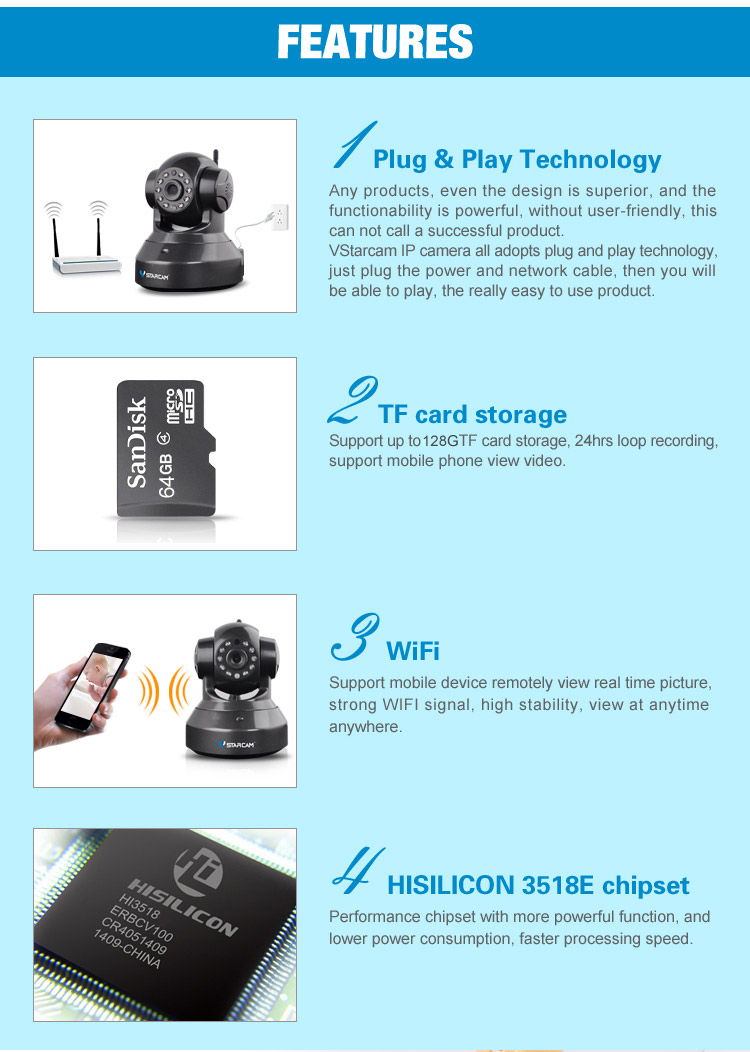 FEATURES
1 Plug & Play Technology
Any products, even the design is superior, and the
functionability is powerful, without user-friendly, this
can not call a successful product.
VStarcam IP camera all adopts plug and play technology,
just plug the power and network cable, then you will
be able to play, the really easy to use product.
VSTARCAM
2 TF card storage
Support up to128GTF card storage, 24hrs loop recording,
support mobile phone view video.
SanDisk
64GB 4
micro
SD
HC
3 WiFi
Support mobile device remotely view real time picture,
strong WIFI signal, high stability, view at anytime
anywhere.
VSTARCAM
4 HISILICON 3518E chipset
Performance chipset with more powerful function, and
lower power consumption, faster processing speed.
HISILICON
HI3518
ERBCV100
CR4051409
1409-CHINA